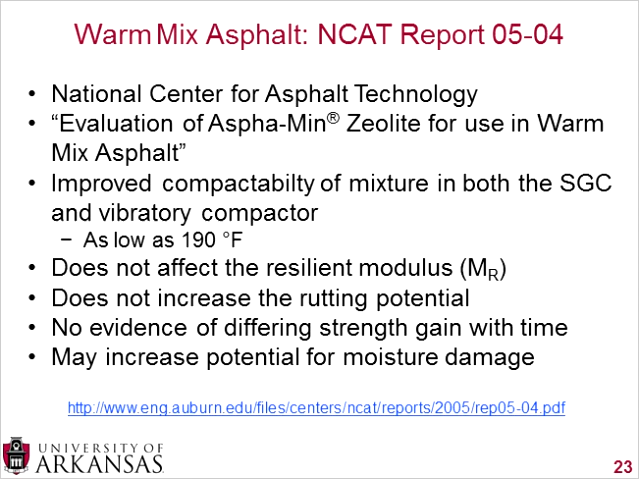 Warm Mix Asphalt: NCAT Report 05-04
• National Center for Asphalt Technology
• “Evaluation of Aspha-Min® Zeolite for use in Warm
Mix Asphalt”
• Improved compactabilty of mixture in both the SGC
and vibratory compactor
− As low as 190 °F
• Does not affect the resilient modulus (MR)
• Does not increase the rutting potential
• No evidence of differing strength gain with time
• May increase potential for moisture damage
http://www.eng.auburn.edu/files/centers/ncat/reports/2005/rep05-04.pdf
UNIVERSITY OF
ARKANSAS
23